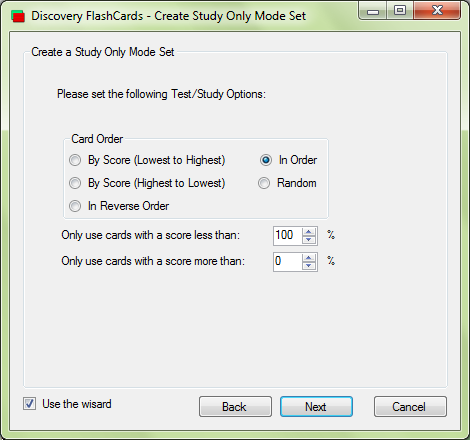 Discovery FlashCards - Create Study Only Mode Set
Create a Study Only Mode Set
Please set the following Test/Study Options:
Card Order
By Score (Lowest to Highest) In Order
By Score (Highest to Lowest) Random
In Reverse Order
Only use cards with a score less than: 100 %
Only use cards with a score more than: 0 %
Use the wisard Back Next Cancel